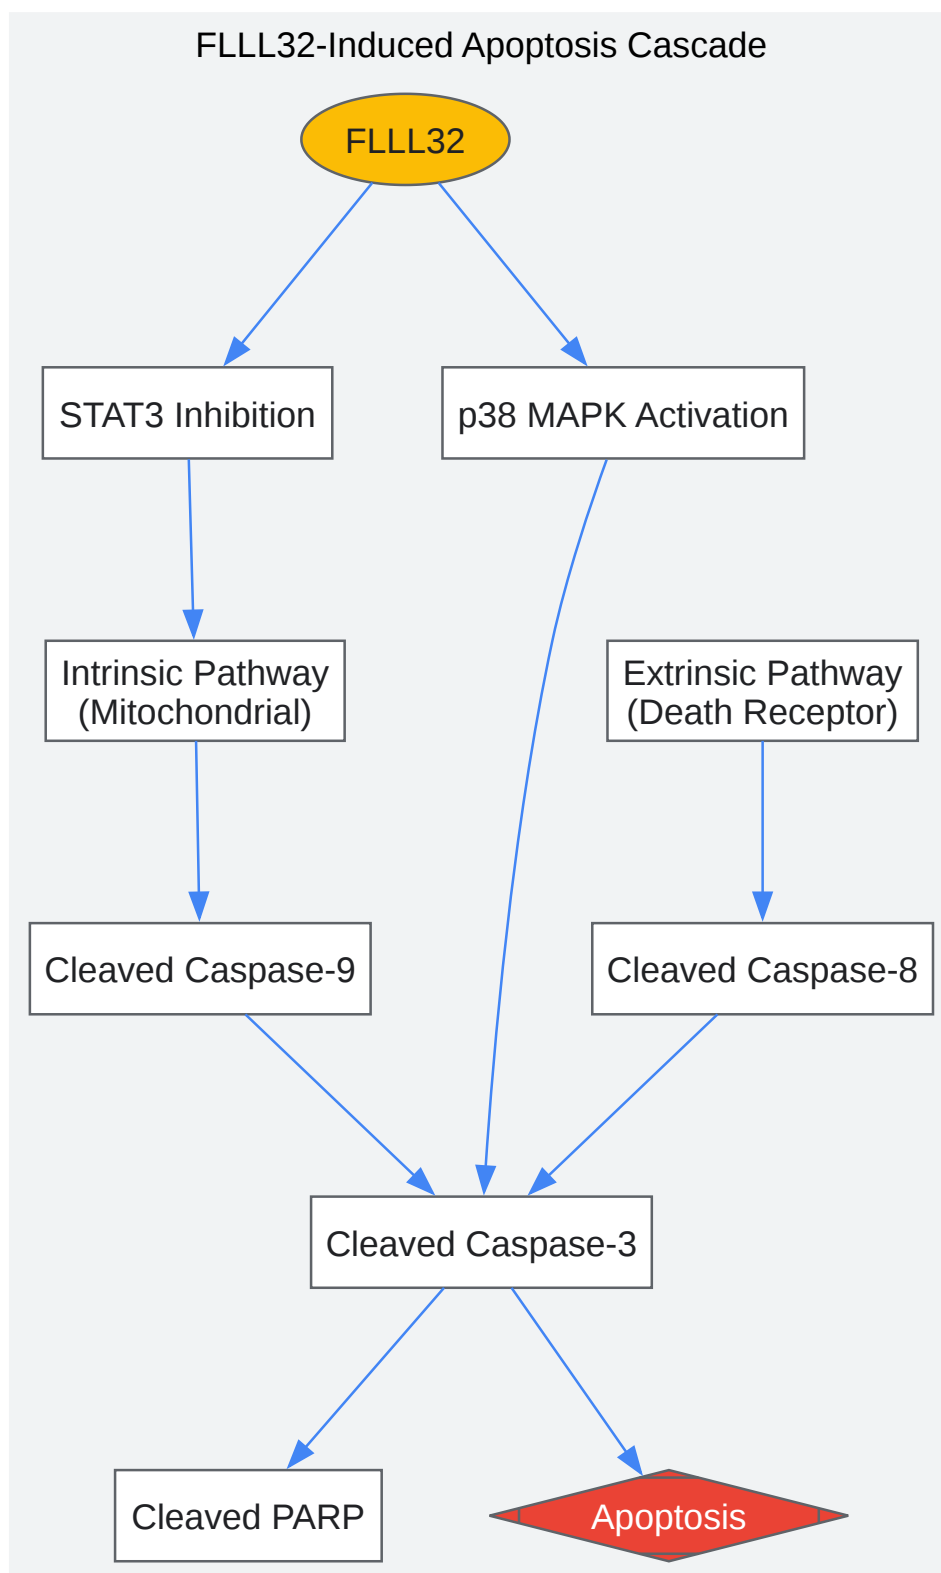 FLLL32-Induced Apoptosis Cascade
FLLL32
STAT3 Inhibition
p38 MAPK Activation
Intrinsic Pathway
(Mitochondrial)
Extrinsic Pathway
(Death Receptor)
Cleaved Caspase-9
Cleaved Caspase-8
Cleaved Caspase-3
Cleaved PARP
Apoptosis